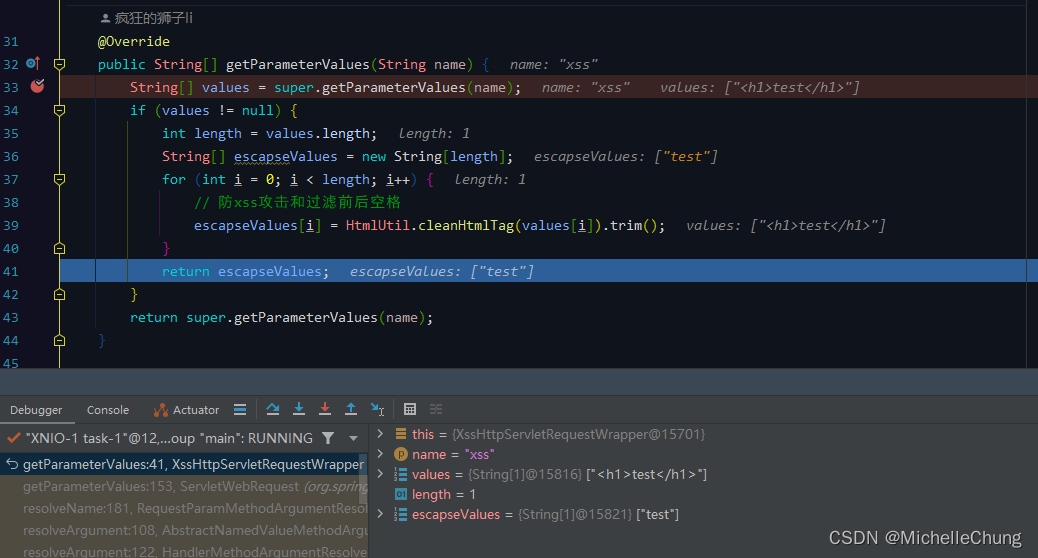 疯狂的狮子li
31 @Override
32 public String[] getParameterValues(String name) { name: "xss"
33 String[] values = super.getParameterValues(name); name: "xss" values: ["<h1>test</h1>"]
34 if (values != null) {
35 int length = values.length; length: 1
36 String[] escapseValues = new String[length]; escapseValues: ["test"]
37 for (int i = 0; i < length; i++) { length: 1
38 // 防xss攻击和过滤前后空格
39 escapseValues[i] = HtmlUtil.cleanHtmlTag(values[i]).trim(); values: ["<h1>test</h1>"]
40 }
41 return escapseValues; escapseValues: ["test"]
42 }
43 return super.getParameterValues(name);
44 }
45
Debugger Console Actuator
"XNIO-1 task-1"@12,...oup "main": RUNNING
getParameterValues:41, XssHttpServletRequestWrapper
getParameterValues:153, ServletWebRequest (org.spring
resolveName:181, RequestParamMethodArgumentResol
resolveArgument:108, AbstractNamedValueMethodArgu
resolveArgument:122, HandlerMethodArgumentResolve
this = {XssHttpServletRequestWrapper@15701}
p name = "xss"
values = {String[1]@15816} ["<h1>test</h1>"]
01 length = 1
escapseValues = {String[1]@15821} ["test"]
CSDN @MichelleChung